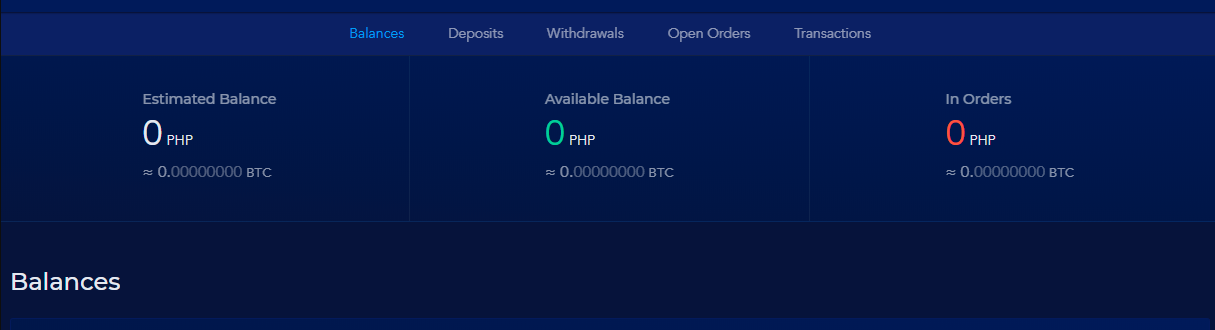 Balances Deposits Withdrawals Open Orders Transactions
Estimated Balance Available Balance In Orders
0 PHP 0 PHP 0 PHP
≈ 0.00000000 BTC ≈ 0.00000000 BTC ≈ 0.00000000 BTC
Balances